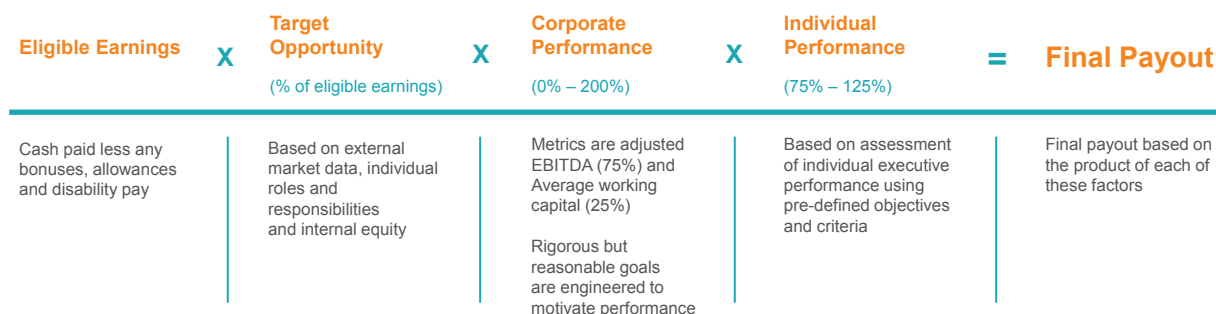 Eligible Earnings
X
Target
Opportunity
(% of eligible earnings)
X
Corporate
Performance
(0% – 200%)
X
Individual
Performance
(75% – 125%)
=
Final Payout
Cash paid less any
bonuses, allowances
and disability pay
Based on external
market data, individual
roles and
responsibilities
and internal equity
Metrics are adjusted
EBITDA (75%) and
Average working
capital (25%)
Rigorous but
reasonable goals
are engineered to
motivate performance
Based on assessment
of individual executive
performance using
pre-defined objectives
and criteria
Final payout based on
the product of each of
these factors